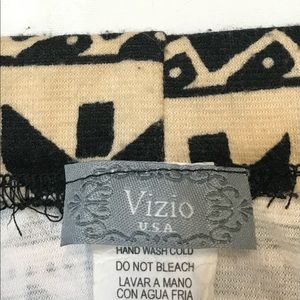 Vizio
U.S.A
HAND WASH COLD
DO NOT BLEACH
LAVAR A MANO
CON AGUA FRIA